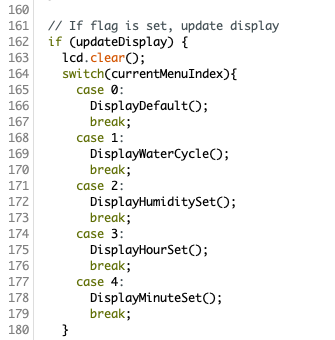 160
161 // If flag is set, update display
162 if (updateDisplay) {
163 lcd.clear();
164 switch(currentMenuIndex){
165 case 0:
166 DisplayDefault();
167 break;
168 case 1:
169 DisplayWaterCycle();
170 break;
171 case 2:
172 DisplayHumiditySet();
173 break;
174 case 3:
175 DisplayHourSet();
176 break;
177 case 4:
178 DisplayMinuteSet();
179 break;
180 }